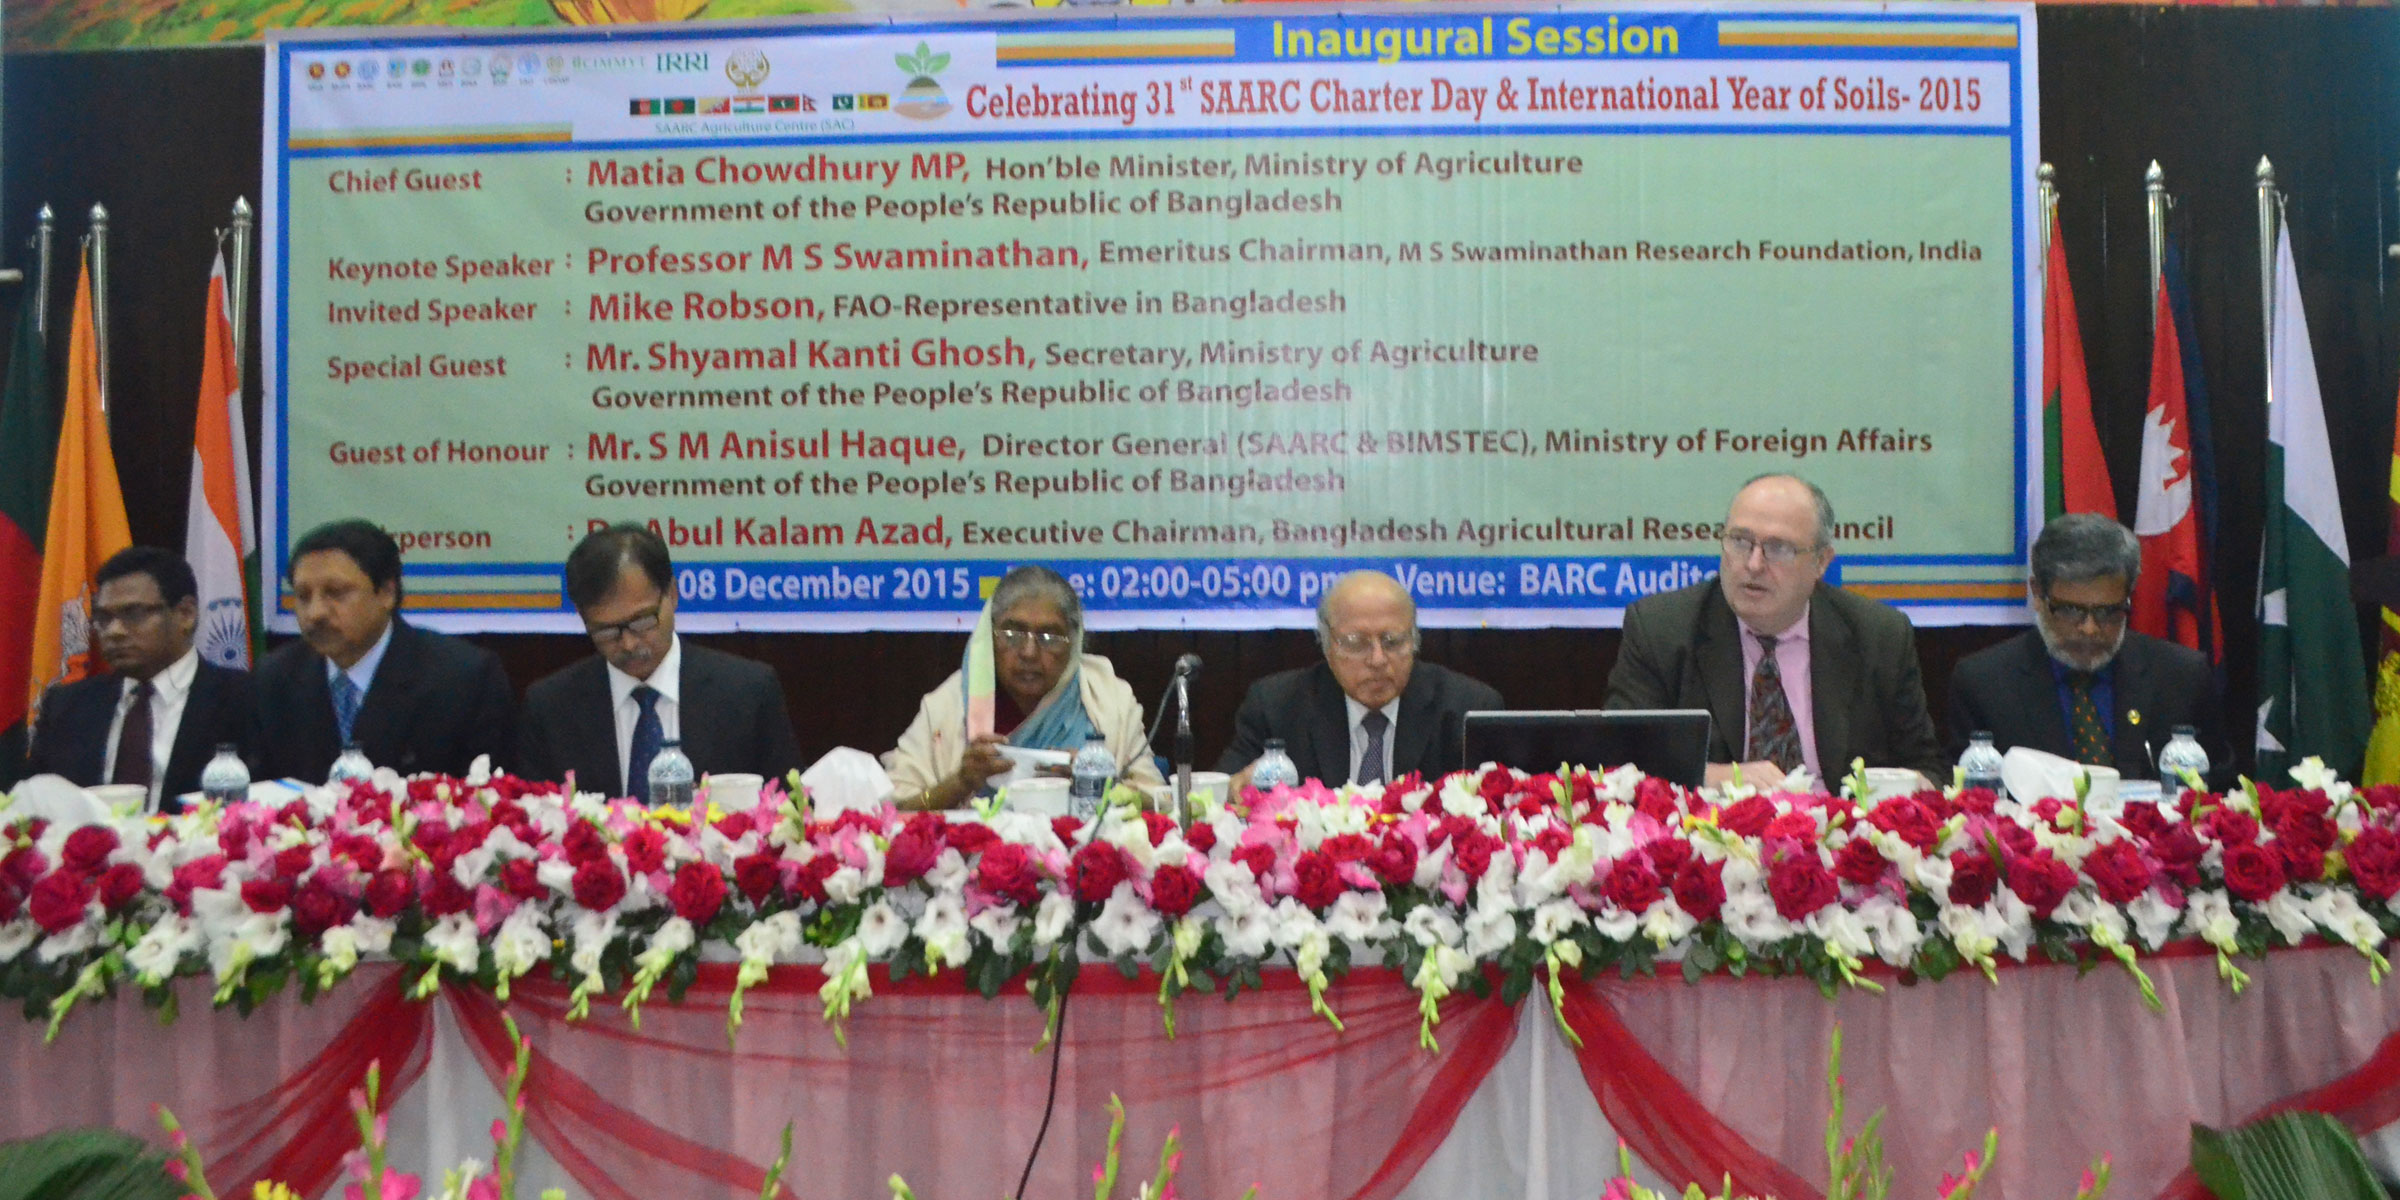 Inaugural Session
CIMMYT IRRI
Celebrating 31st SAARC Charter Day & International Year of Soils- 2015
SAARC Agriculture Centre (SAC)
Chief Guest : Matia Chowdhury MP, Hon'ble Minister, Ministry of Agriculture
Government of the People's Republic of Bangladesh
Keynote Speaker : Professor M S Swaminathan, Emeritus Chairman, M S Swaminathan Research Foundation, India
Invited Speaker : Mike Robson, FAO-Representative in Bangladesh
Special Guest : Mr. Shyamal Kanti Ghosh, Secretary, Ministry of Agriculture
Government of the People's Republic of Bangladesh
Guest of Honour : Mr. S M Anisul Haque, Director General (SAARC & BIMSTEC), Ministry of Foreign Affairs
Government of the People's Republic of Bangladesh
: Abul Kalam Azad, Executive Chairman, Bangladesh Agricultural
08 December 2015 02:00-05:00 pm Venue: BARC